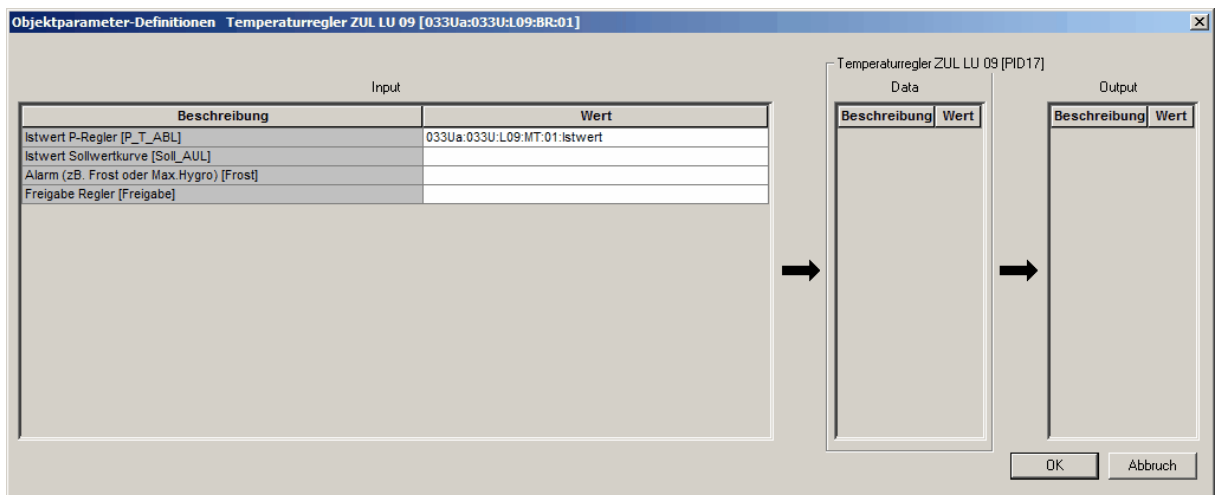 Objektparameter-Definitionen Temperaturregler ZUL LU 09 [033Ua:033U:L09:BR:01]
Temperaturregler ZUL LU 09 [PID17]
Input Data Output
Beschreibung Wert Beschreibung Wert Beschreibung Wert
Istwert P-Regler [P_T_ABL] 033Ua:033U:L09:MT:01:Istwert
Istwert Sollwertkurve [Soll_AUL]
Alarm (zB. Frost oder Max.Hygro) [Frost]
Freigabe Regler [Freigabe]
OK Abbruch